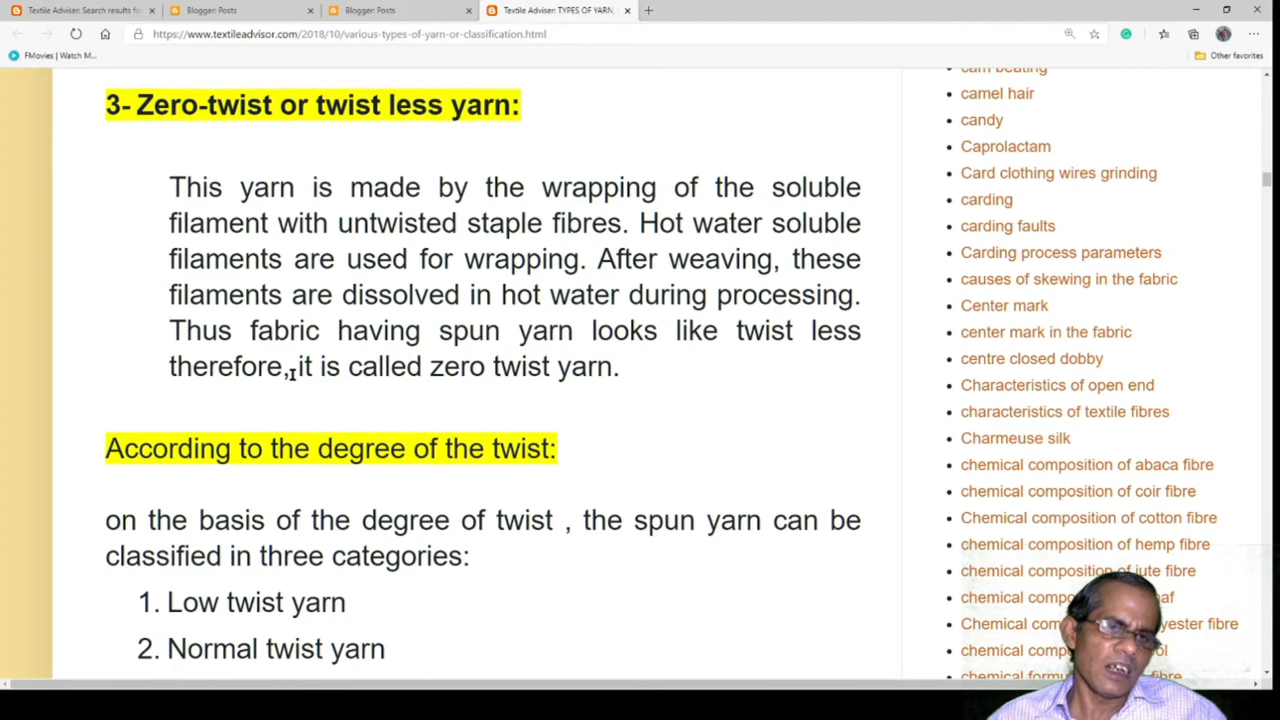 Textile Adviser: Search results fo
Blogger: Posts
Blogger: Posts
Textile Adviser: TYPES OF YARN,
https://www.textileadvisor.com/2018/10/various-types-of-yarn-or-classification.html
FMovies | Watch M...
Other favorites
3- Zero-twist or twist less yarn:
This yarn is made by the wrapping of the soluble
filament with untwisted staple fibres. Hot water soluble
filaments are used for wrapping. After weaving, these
filaments are dissolved in hot water during processing.
Thus fabric having spun yarn looks like twist less
therefore, it is called zero twist yarn.
According to the degree of the twist:
on the basis of the degree of twist , the spun yarn can be
classified in three categories:
1. Low twist yarn
2. Normal twist yarn
cam beating
camel hair
candy
Caprolactam
Card clothing wires grinding
carding
carding faults
Carding process parameters
causes of skewing in the fabric
Center mark
center mark in the fabric
centre closed dobby
Characteristics of open end
characteristics of textile fibres
Charmeuse silk
chemical composition of abaca fibre
chemical composition of coir fibre
Chemical composition of cotton fibre
chemical composition of hemp fibre
chemical composition of jute fibre
chemical
Chemical fibre
chemical
chemical fibre